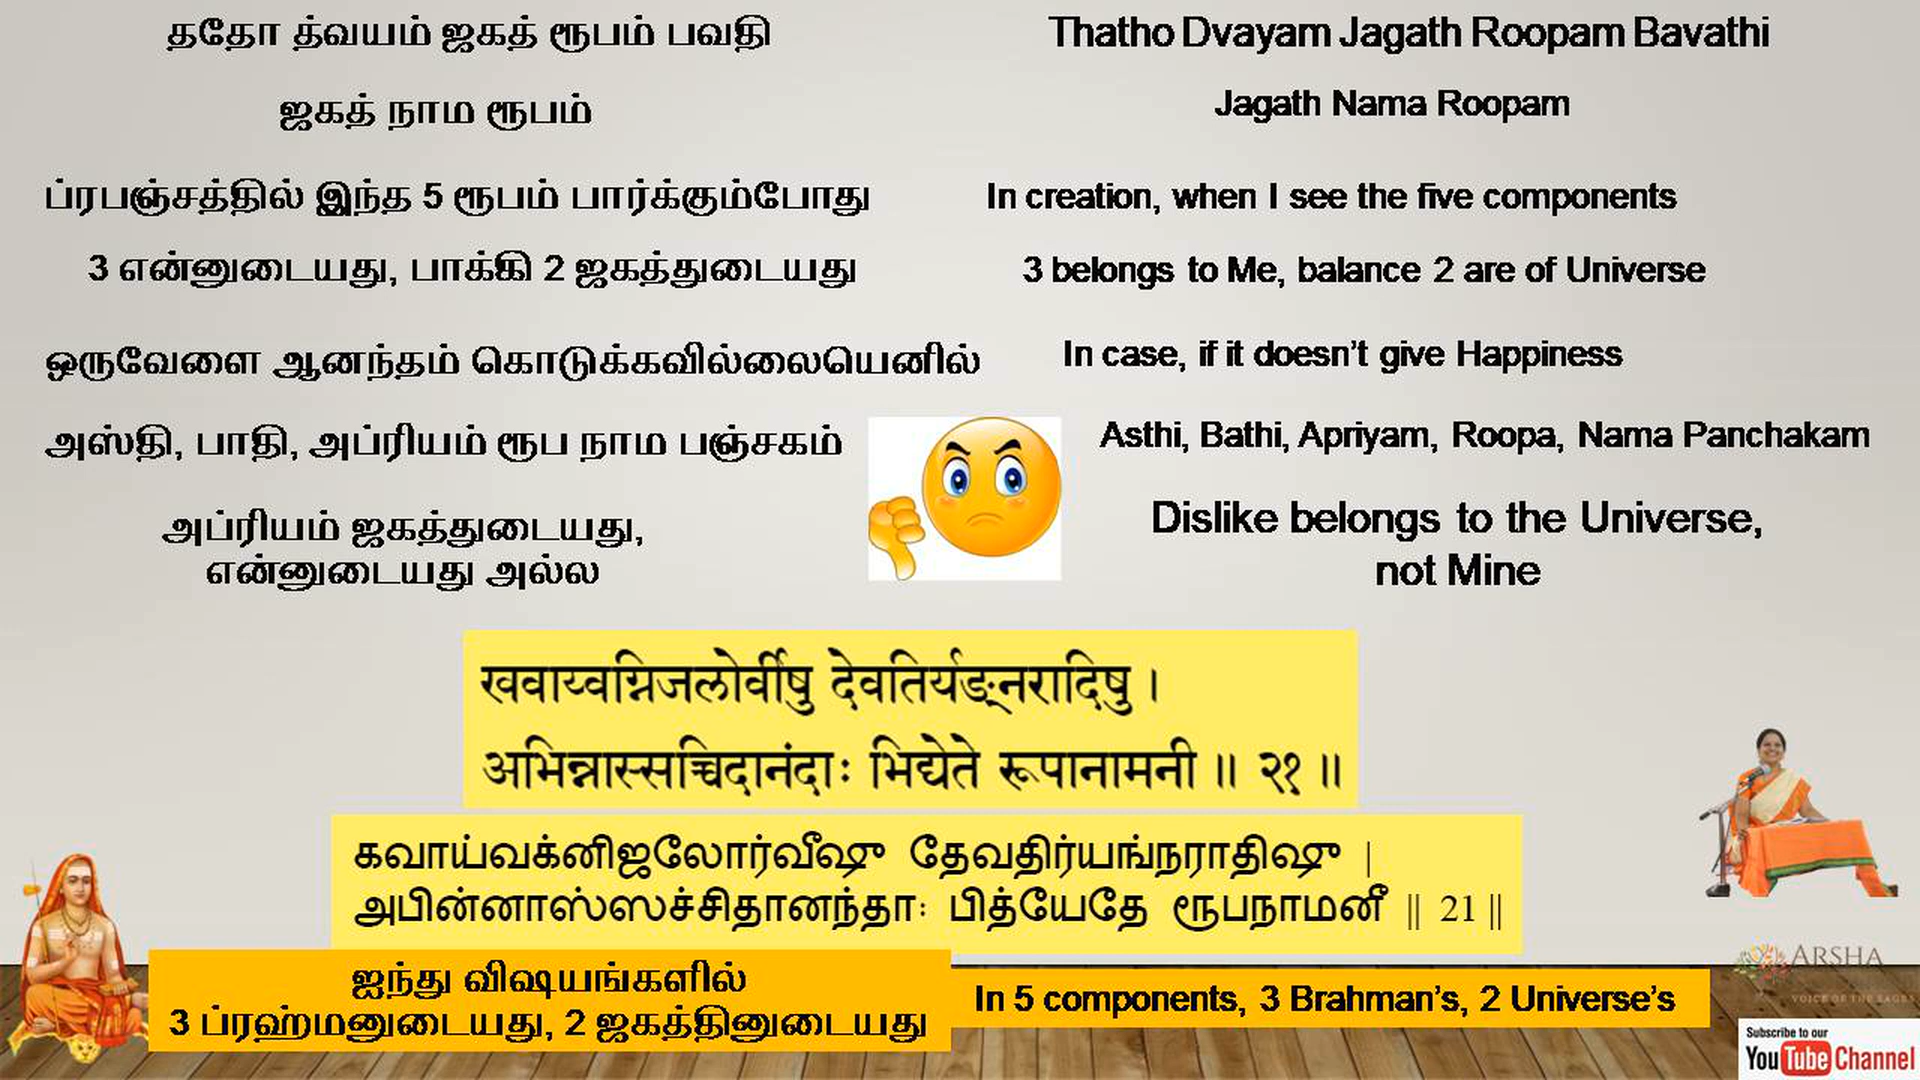 ததோ த்வயம் ஜகத் ரூபம் பவதி
Thatho Dvayam Jagath Roopam Bavathi
ஜகத் நாம ரூபம்
Jagath Nama Roopam
ப்ரபஞ்சத்தில் இந்த 5 ரூபம் பார்க்கும்போது
In creation, when I see the five components
3 என்னுடையது, பாக்கி 2 ஜகத்துடையது
3 belongs to Me, balance 2 are of Universe
ஒருவேளை ஆனந்தம் கொடுக்கவில்லையெனில்
In case, if it doesn't give Happiness
அஸ்தி, பாதி, அப்ரியம் ரூப நாம பஞ்சகம்
Asthi, Bathi, Apriyam, Roopa, Nama Panchakam
அப்ரியம் ஜகத்துடையது,
என்னுடையது அல்ல
Dislike belongs to the Universe,
not Mine
खवाय्वग्निजलोर्वीषु देवतिर्यङ्नरादिषु ।
अभिन्नास्सच्चिदानंदाः भिद्येते रूपानामनी ॥ २१ ॥
கவாய்வக்னிஜலோர்வீஷு தேவதிர்யங்நராதிஷு |
அபின்னாஸ்ஸச்சிதானந்தா: பித்யேதே ரூபநாமனீ || 21 ||
ஐந்து விஷயங்களில்
3 ப்ரஹ்மனுடையது, 2 ஜகத்தினுடையது
In 5 components, 3 Brahman's, 2 Universe's
ARSHA
VOICE OF THE SAGES
Subscribe to our
YouTube Channel